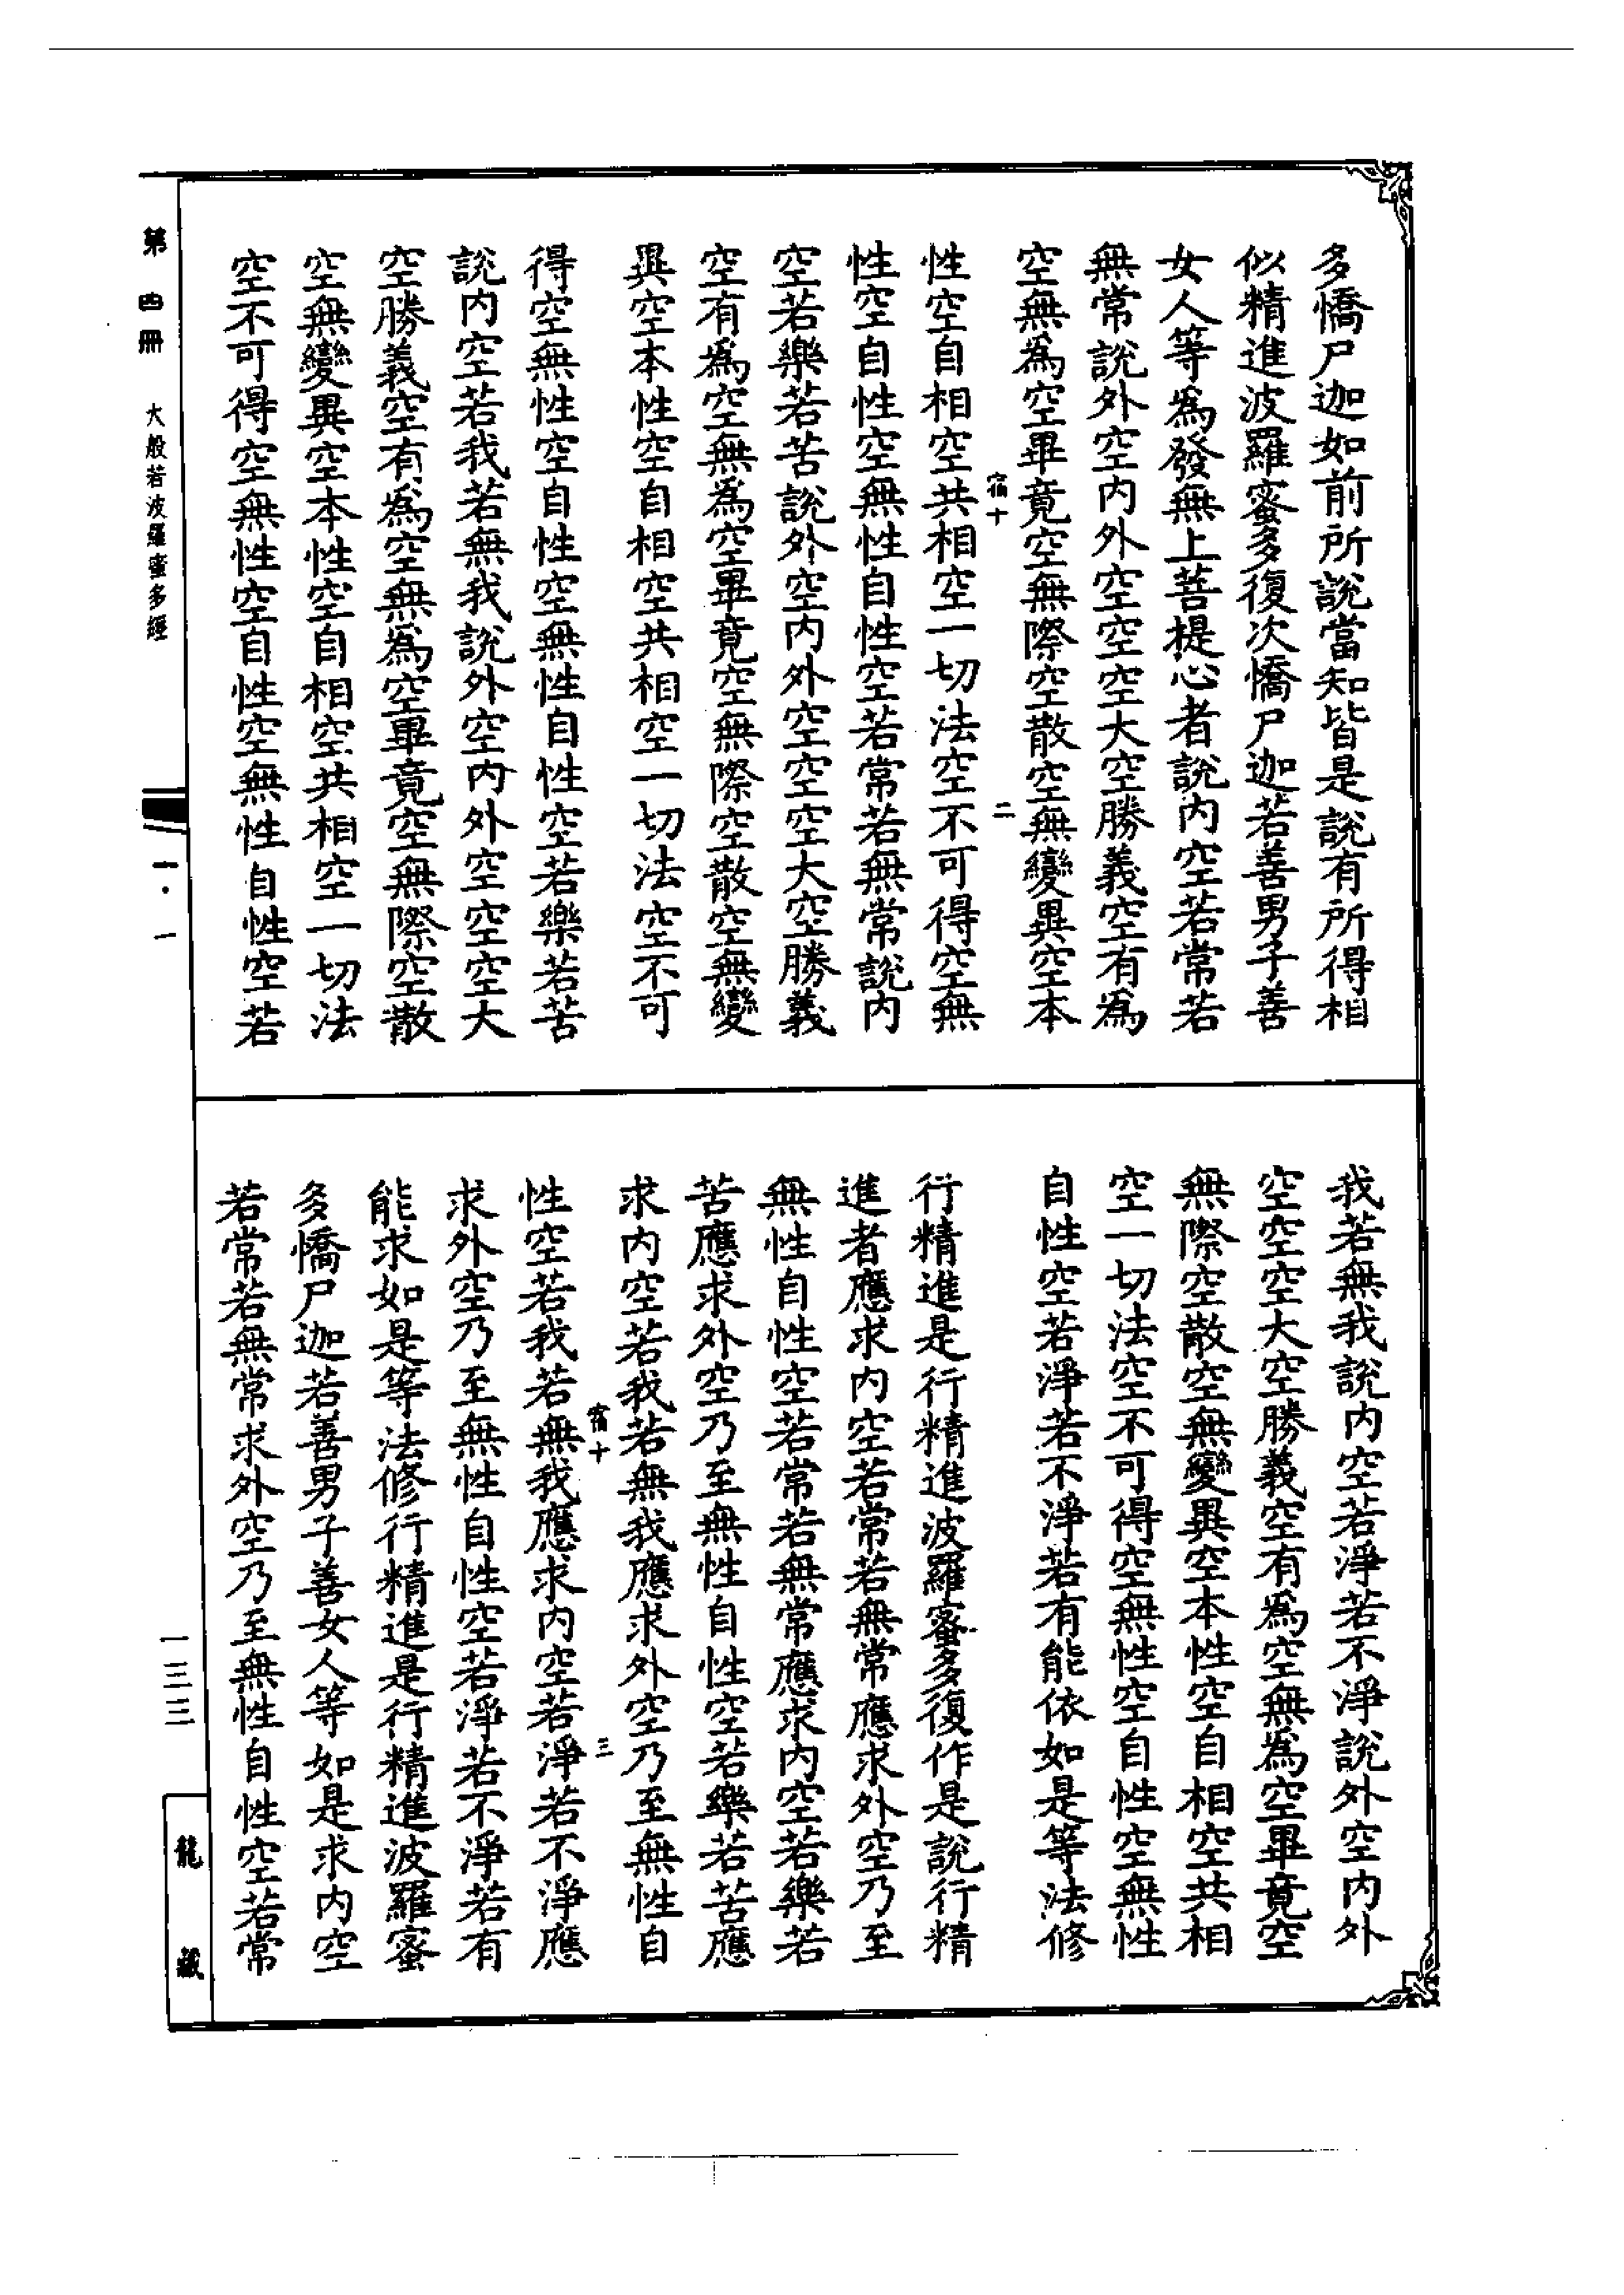 多憍尸迦如前所說當知皆是說有所得相
似精進波羅蜜多復次憍尸迦若善男子善
女人等爲發無上菩提心者說内空若常若
無常說外空内外空空空大空勝義空有爲
空無爲空畢竟空無際空散空無變異空本
宿十 二
性空自相空共相空一切法空不可得空無
性空自性空無性自性空若常若無常說内
空若樂若苦說外空内外空空空大空勝義
空有爲空無爲空畢竟空無際空散空無變
異空本性空自相空共相空一切法空不可
得空無性空自性空無性自性空若樂若苦
說内空若我若無我說外空内外空空空大
空勝義空有爲空無爲空畢竟空無際空散
空無變異空本性空自相空共相空一切法
空不可得空無性空自性空無性自性空若
我若無我說内空若淨若不淨說外空内外
空空空大空勝義空有爲空無爲空畢竟空
無際空散空無變異空本性空自相空共相
空一切法空不可得空無性空自性空無性
自性空若淨若不淨若有能依如是等法修
行精進是行精進波羅蜜多復作是說行精
進者應求内空若常若無常應求外空乃至
無性自性空若常若無常應求内空若樂若
苦應求外空乃至無性自性空若樂若苦應
求内空若我若無我應求外空乃至無性自
宿十 三
性空若我若無我應求内空若淨若不淨應
求外空乃至無性自性空若淨若不淨若有
能求如是等法修行精進是行精進波羅蜜
多憍尸迦若善男子善女人等如是求内空
若常若無常求外空乃至無性自性空若常
第四冊 大般若波羅蜜多經
一·一
一三三
龍藏